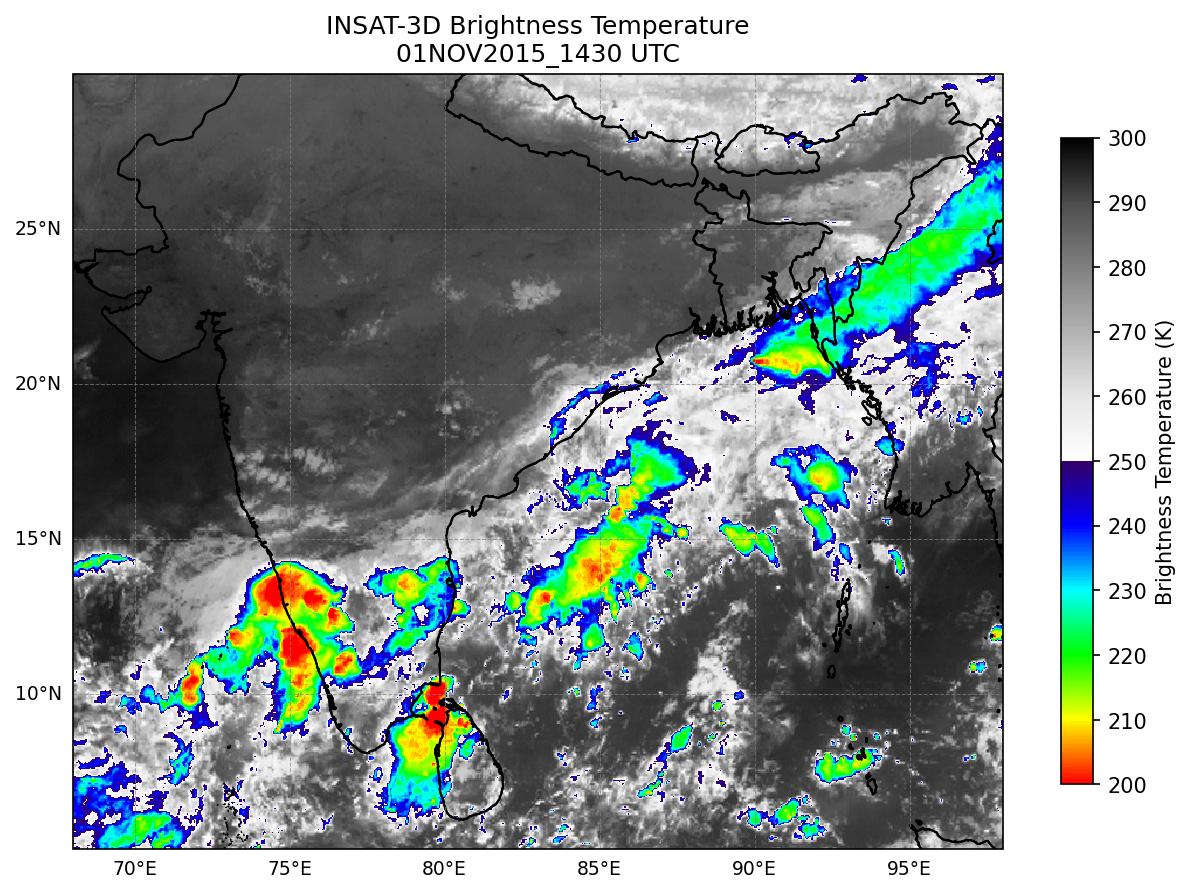 INSAT-3D Brightness Temperature
01NOV2015_1430 UTC
25°N
20°N
15°N
10°N
70°E
75°E
80°E
85°E
90°E
95°E
300
290
280
270
260
250
240
230
220
210
200
Brightness Temperature (K)